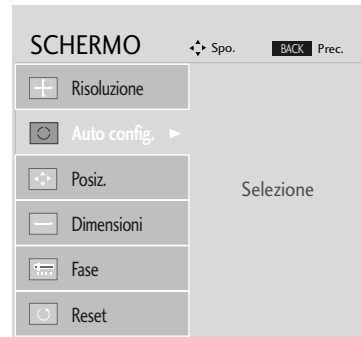 SCHERMO Spo. BACK Prec.
Risoluzione
Auto config.
Posiz.
Selezione
Dimensioni
Fase
Reset